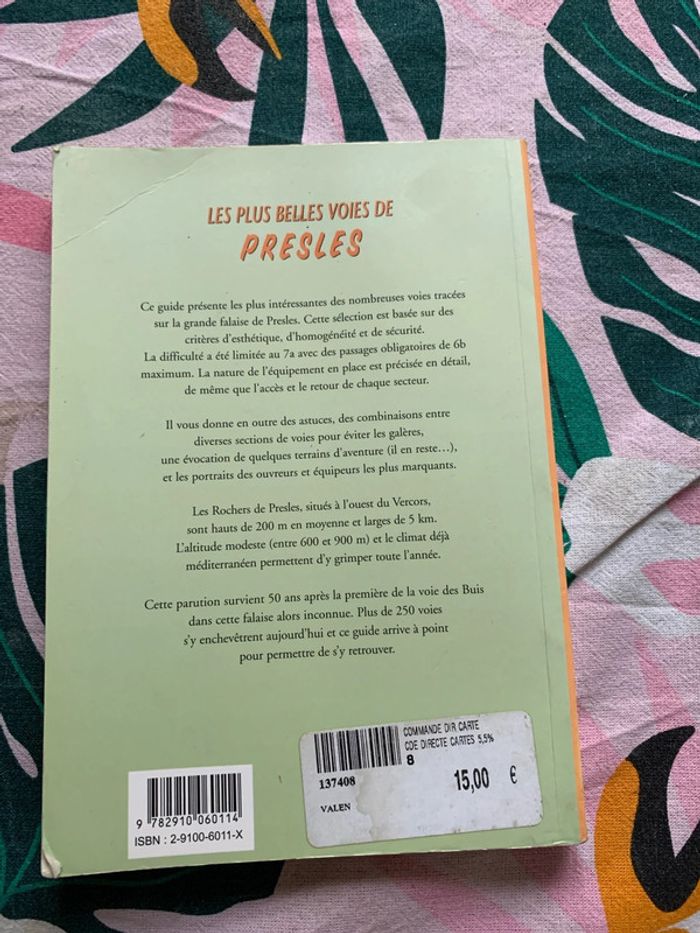 LES PLUS BELLES VOIES DE
PRESLES
Ce guide présente les plus intéressantes des nombreuses voies tracées
sur la grande falaise de Presles. Cette sélection est basée sur des
critères d'esthétique, d'homogénéité et de sécurité.
La difficulté a été limitée au 7a avec des passages obligatoires de 6b
maximum. La nature de l'équipement en place est précisée en détail,
de même que l'accès et le retour de chaque secteur.
Il vous donne en outre des astuces, des combinaisons entre
diverses sections de voies pour éviter les galères,
une évocation de quelques terrains d'aventure (il en reste...),
et les portraits des ouvreurs et équipeurs les plus marquants.
Les Rochers de Presles, situés à l'ouest du Vercors,
sont hauts de 200 m en moyenne et larges de 5 km.
L'altitude modeste (entre 600 et 900 m) et le climat déjà
méditerranéen permettent d'y grimper toute l'année.
Cette parution survient 50 ans après la première de la voie des Buis
dans cette falaise alors inconnue. Plus de 250 voies
s'y enchevêtrent aujourd'hui et ce guide arrive à point
pour permettre de s'y retrouver.
COMMANDE DIR CARTE
CDE DIRECTE CARTES 5,5%
8
137408
15,00 €
VALEN
9 782910 060114
ISBN : 2-9100-6011-X